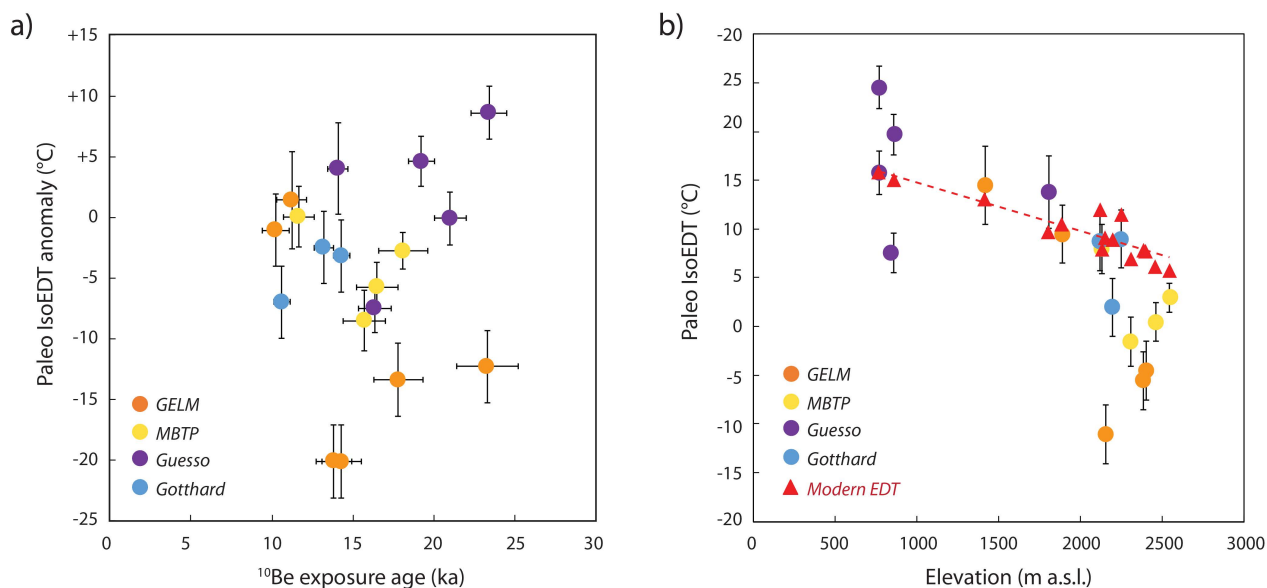 a)
Paleo IsoEDT anomaly (°C)
+15
+10
+5
0
-5
-10
-15
-20
-25
0
5
10
15
20
25
30
¹⁰Be exposure age (ka)
GELM
MBTP
Guesso
Gotthard
b)
Paleo IsoEDT (°C)
-20
25
20
15
10
5
0
-5
-10
-15
-20
0
500
1000
1500
2000
2500
3000
Elevation (m a.s.l.)
GELM
MBTP
Guesso
Gotthard
Modern EDT